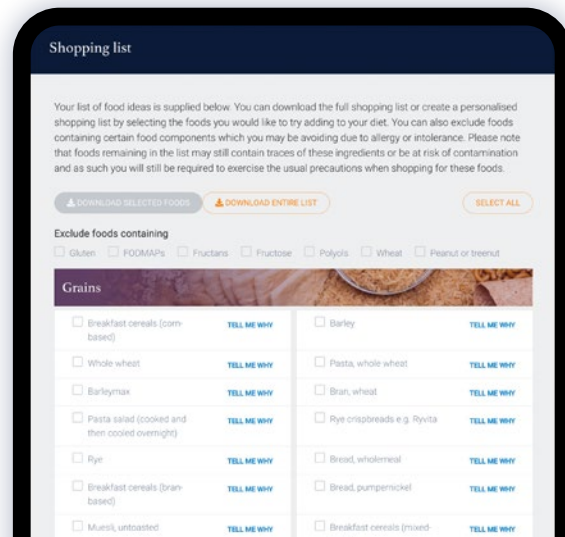 Shopping list
Your list of food ideas is supplied below. You can download the full shopping list or create a personalised
shopping list by selecting the foods you would like to try adding to your diet. You can also exclude foods
containing certain food components which you may be avoiding due to allergy or intolerance. Please note
that foods remaining in the list may still contain traces of these ingredients or be at risk of contamination
and as such you will still be required to exercise the usual precautions when shopping for these foods.
DOWNLOAD SELECTED FOODS DOWNLOAD ENTIRE LIST SELECT ALL
Exclude foods containing
Gluten FODMAPs Fructans Fructose Polyols Wheat Peanut or treenut
Grains
Breakfast cereals (corn- TELL ME WHY Barley TELL ME WHY
based)
Whole wheat TELL ME WHY Pasta, whole wheat TELL ME WHY
Barleymax TELL ME WHY Bran, wheat TELL ME WHY
Pasta salad (cooked and TELL ME WHY Rye crispbreads e.g. Ryvita TELL ME WHY
then cooled overnight)
Rye TELL ME WHY Bread, wholemeal TELL ME WHY
Breakfast cereals (bran- TELL ME WHY Bread, pumpernickel TELL ME WHY
based)
Muesli, untoasted TELL ME WHY Breakfast cereals (mixed- TELL ME WHY